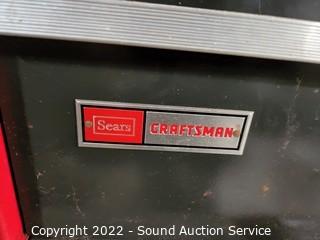 Sears CRAFTSMAN
Copyright 2022 - Sound Auction Service